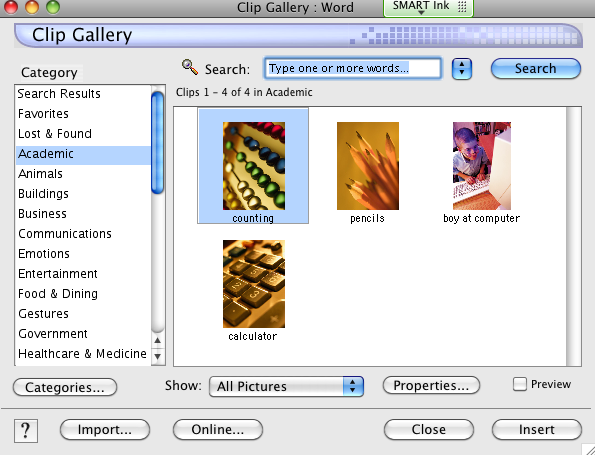 Clip Gallery : Word
SMART Ink
Clip Gallery
Category
Search:
Type one or more words...
Search
Clips 1 - 4 of 4 in Academic
Search Results
Favorites
Lost & Found
Academic
Animals
Buildings
Business
Communications
Emotions
Entertainment
Food & Dining
Gestures
Government
Healthcare & Medicine
counting
pencils
boy at computer
calculator
Categories...
Show:
All Pictures
Properties...
Preview
?
Import...
Online...
Close
Insert